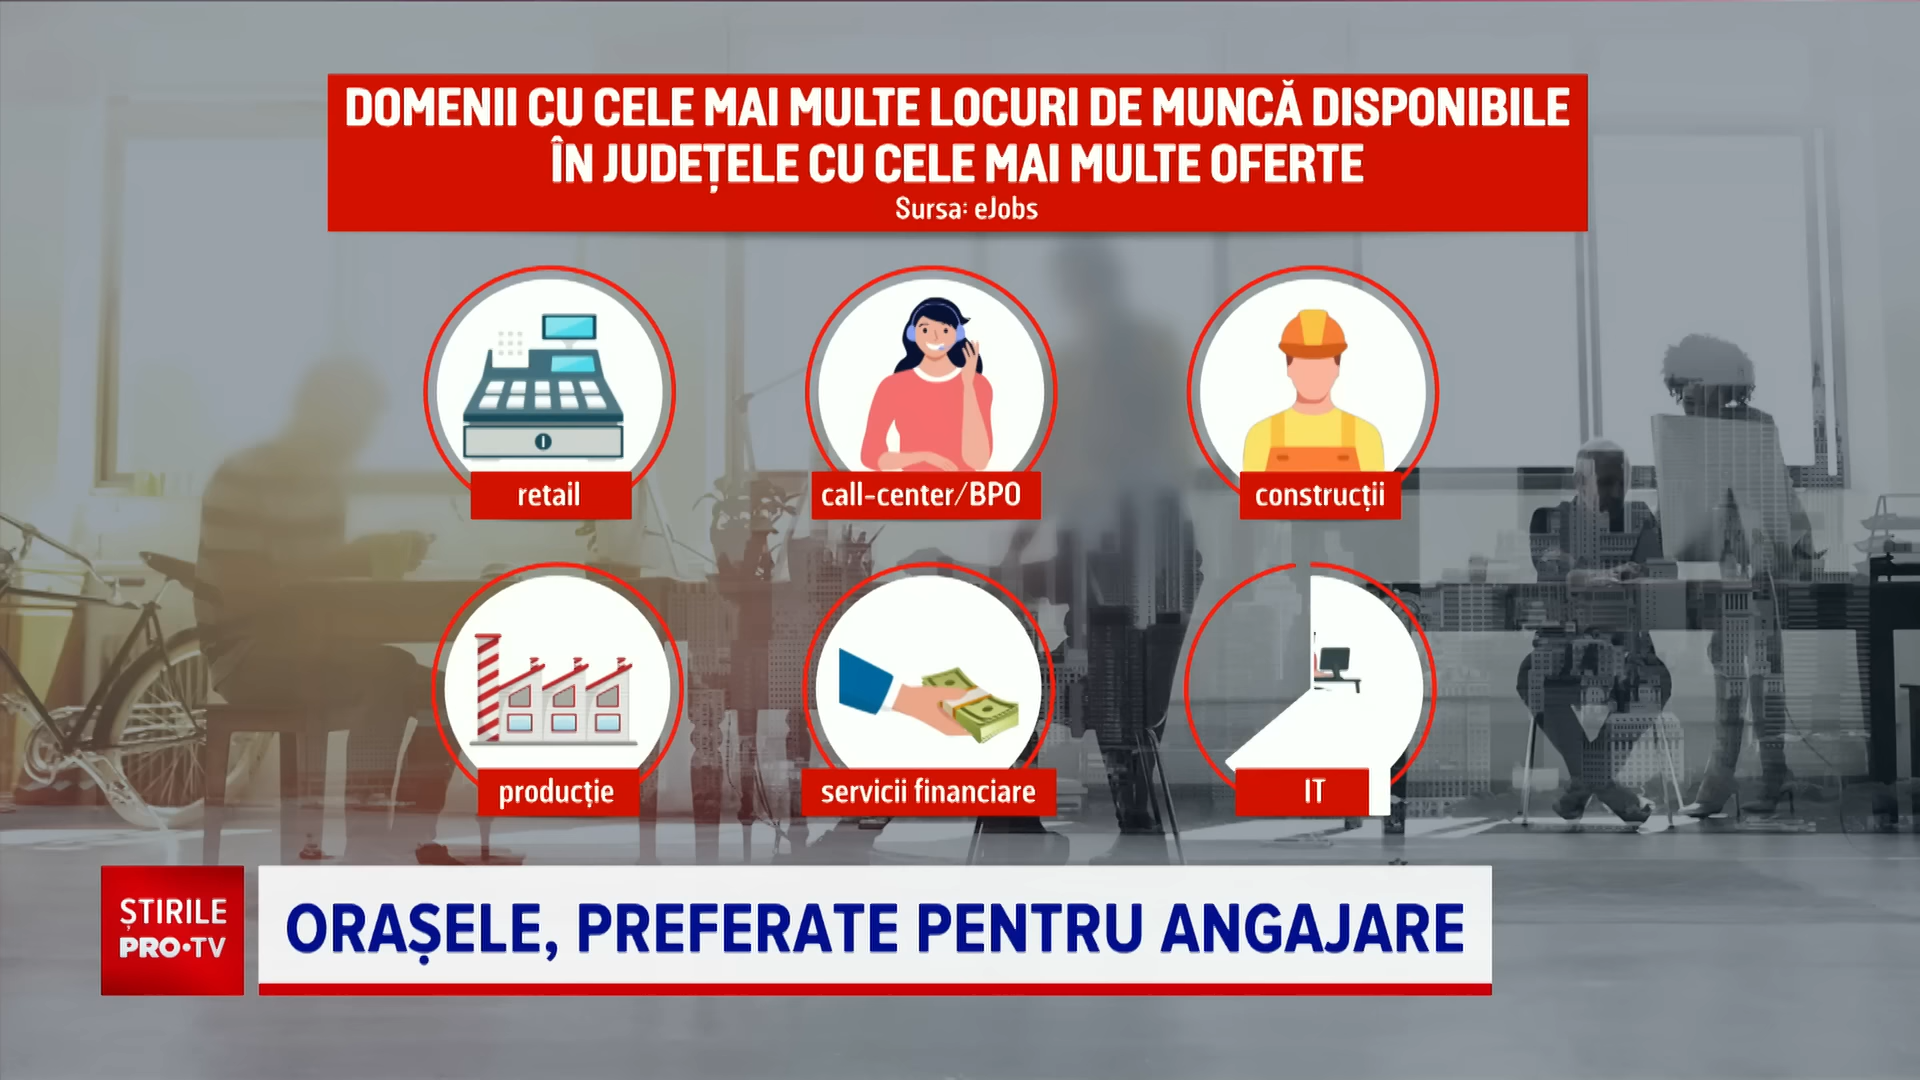 DOMENII CU CELE MAI MULTE LOCURI DE MUNCĂ DISPONIBILE
ÎN JUDEȚELE CU CELE MAI MULTE OFERTE
Sursa: eJobs
retail
call-center/BPO
construcții
producție
servicii financiare
IT
ȘTIRILE
PRO•TV
ORAȘELE, PREFERATE PENTRU ANGAJARE